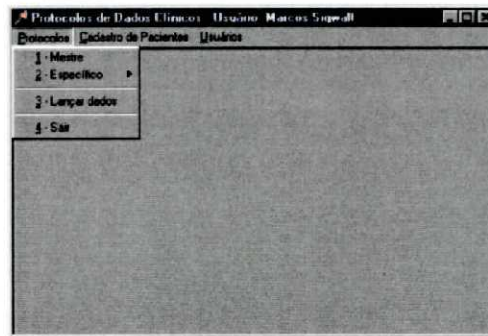 Protocolos de Dados Clínicos - Usuário: Marcos Sigwalt
Protocolos Cadastro de Pacientes Usuários
1 - Mestre
2 - Específico
3 - Lançar dados
4 - Sair